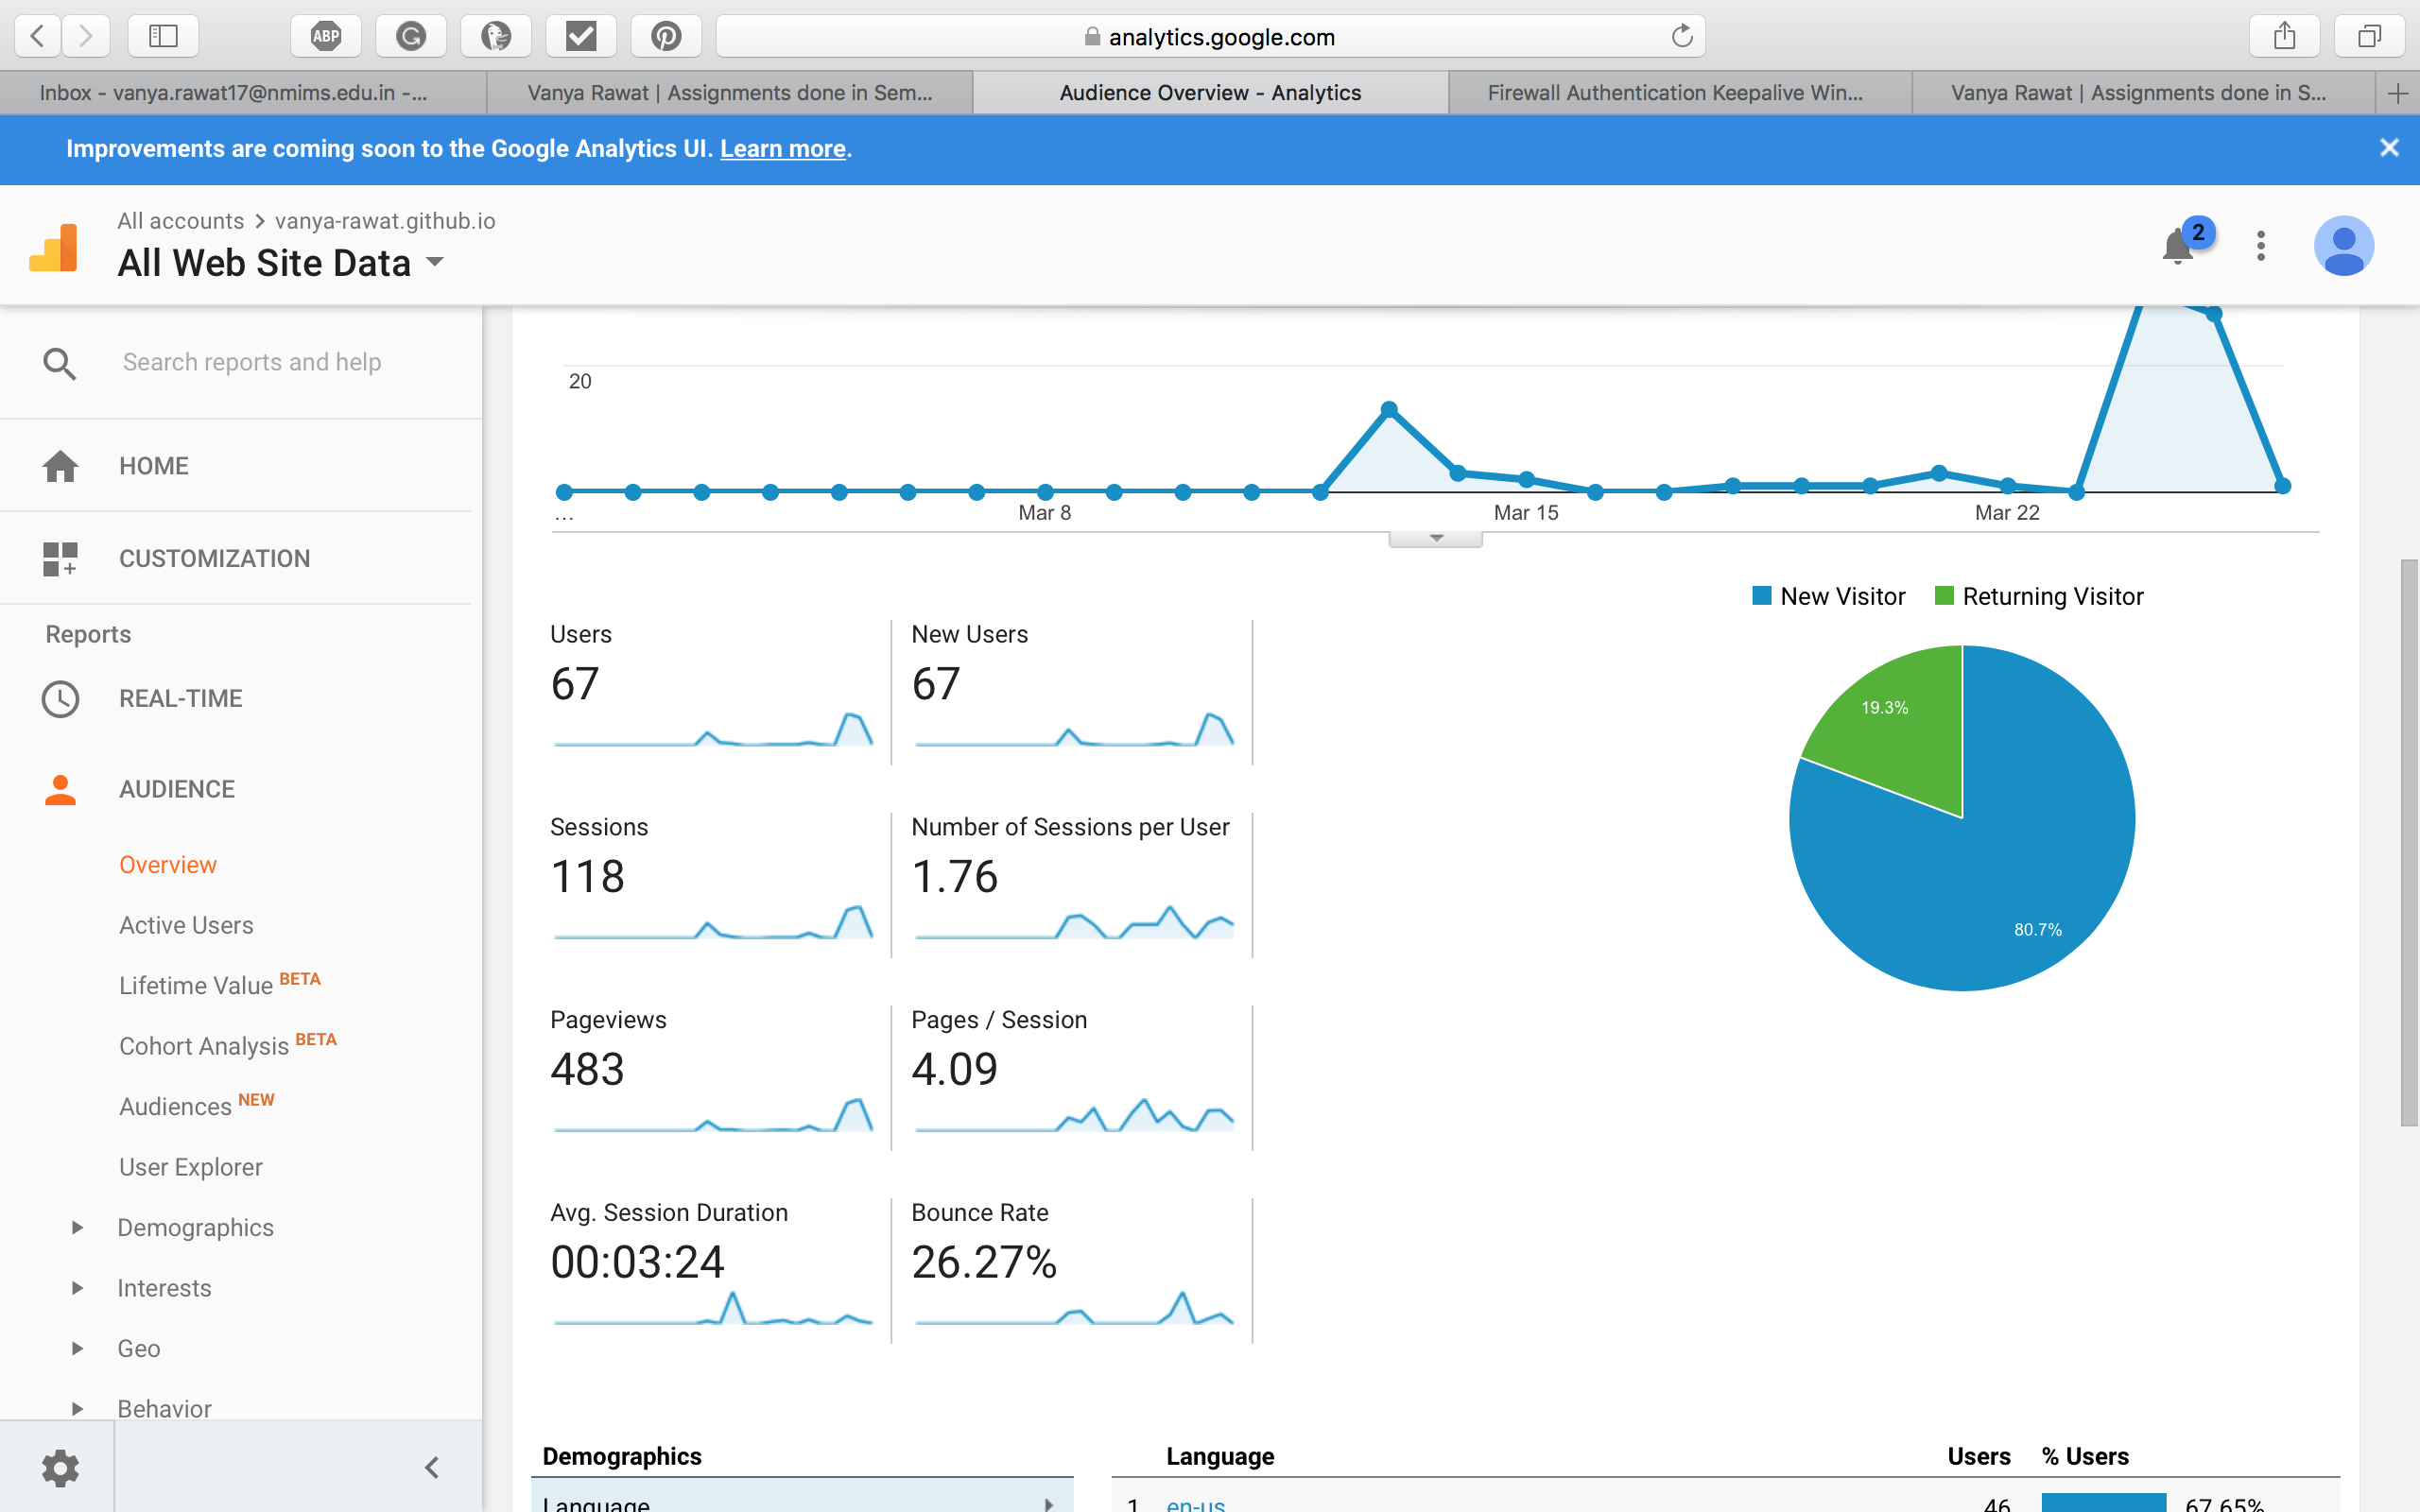 ABP
analytics.google.com
Inbox - vanya.rawat17@nmims.edu.in -...
Vanya Rawat | Assignments done in Sem...
Audience Overview - Analytics
Firewall Authentication Keepalive Win...
Vanya Rawat | Assignments done in S...
Improvements are coming soon to the Google Analytics UI. Learn more.
All accounts > vanya-rawat.github.io
All Web Site Data
2
Search reports and help
HOME
CUSTOMIZATION
Reports
REAL-TIME
AUDIENCE
Overview
Active Users
Lifetime Value BETA
Cohort Analysis BETA
Audiences NEW
User Explorer
Demographics
Interests
Geo
Behavior
20
...
Mar 8
Mar 15
Mar 22
New Visitor
Returning Visitor
19.3%
80.7%
Users
67
New Users
67
Sessions
118
Number of Sessions per User
1.76
Pageviews
483
Pages / Session
4.09
Avg. Session Duration
00:03:24
Bounce Rate
26.27%
Demographics
Language
Language Users % Users
1 en-us 46 67.65%